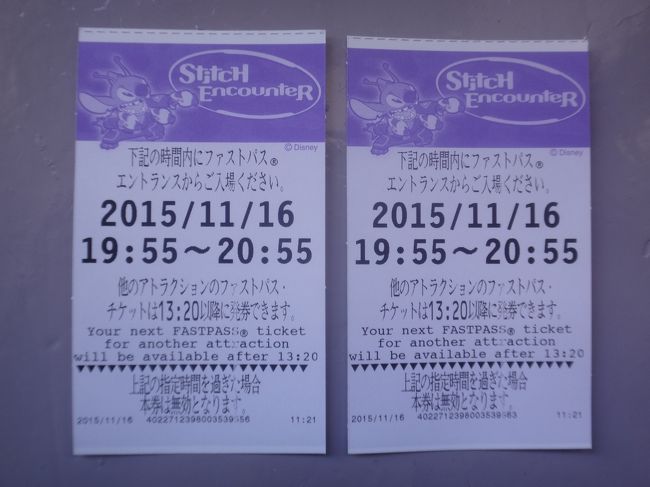 Stitch
Encounter
© Disney
下記の時間内にファストパス®
エントランスからご入場ください。
2015/11/16
19:55～20:55
他のアトラクションのファストパス・
チケットは13:20以降に発券できます。
Your next FASTPASS® ticket
for another attraction
will be available after 13:20
上記の指定時間を過ぎた場合
本券は無効となります。
2015/11/16 4022712398003539556 11:21
Stitch
Encounter
© Disney
下記の時間内にファストパス®
エントランスからご入場ください。
2015/11/16
19:55～20:55
他のアトラクションのファストパス・
チケットは13:20以降に発券できます。
Your next FASTPASS® ticket
for another attraction
will be available after 13:20
上記の指定時間を過ぎた場合
本券は無効となります。
2015/11/16 4022712398003539563 11:21